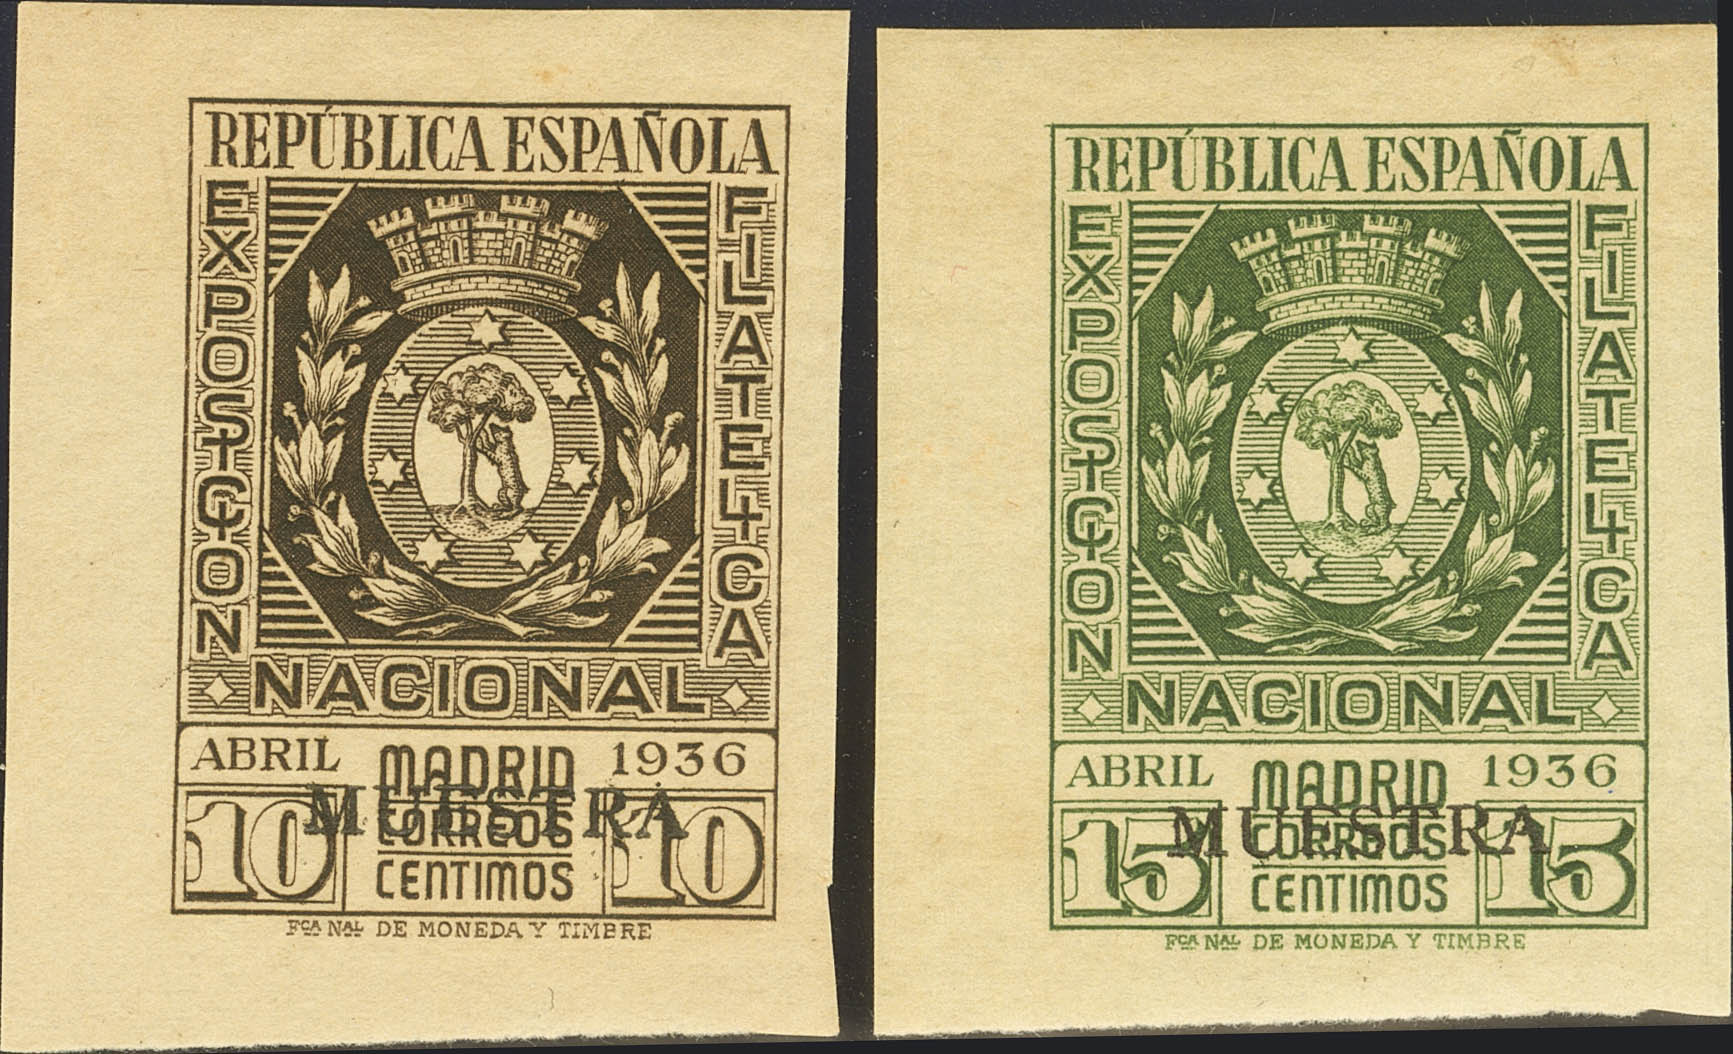 REPÚBLICA ESPAÑOLA
EXPOSICION
FILATELICA
NACIONAL
ABRIL MADRID 1936
MUESTRA
10 CORREOS 10
CENTIMOS
FCA NAL DE MONEDA Y TIMBRE
REPÚBLICA ESPAÑOLA
EXPOSICION
FILATELICA
NACIONAL
ABRIL MADRID 1936
MUESTRA
15 CORREOS 15
CENTIMOS
FCA NAL DE MONEDA Y TIMBRE